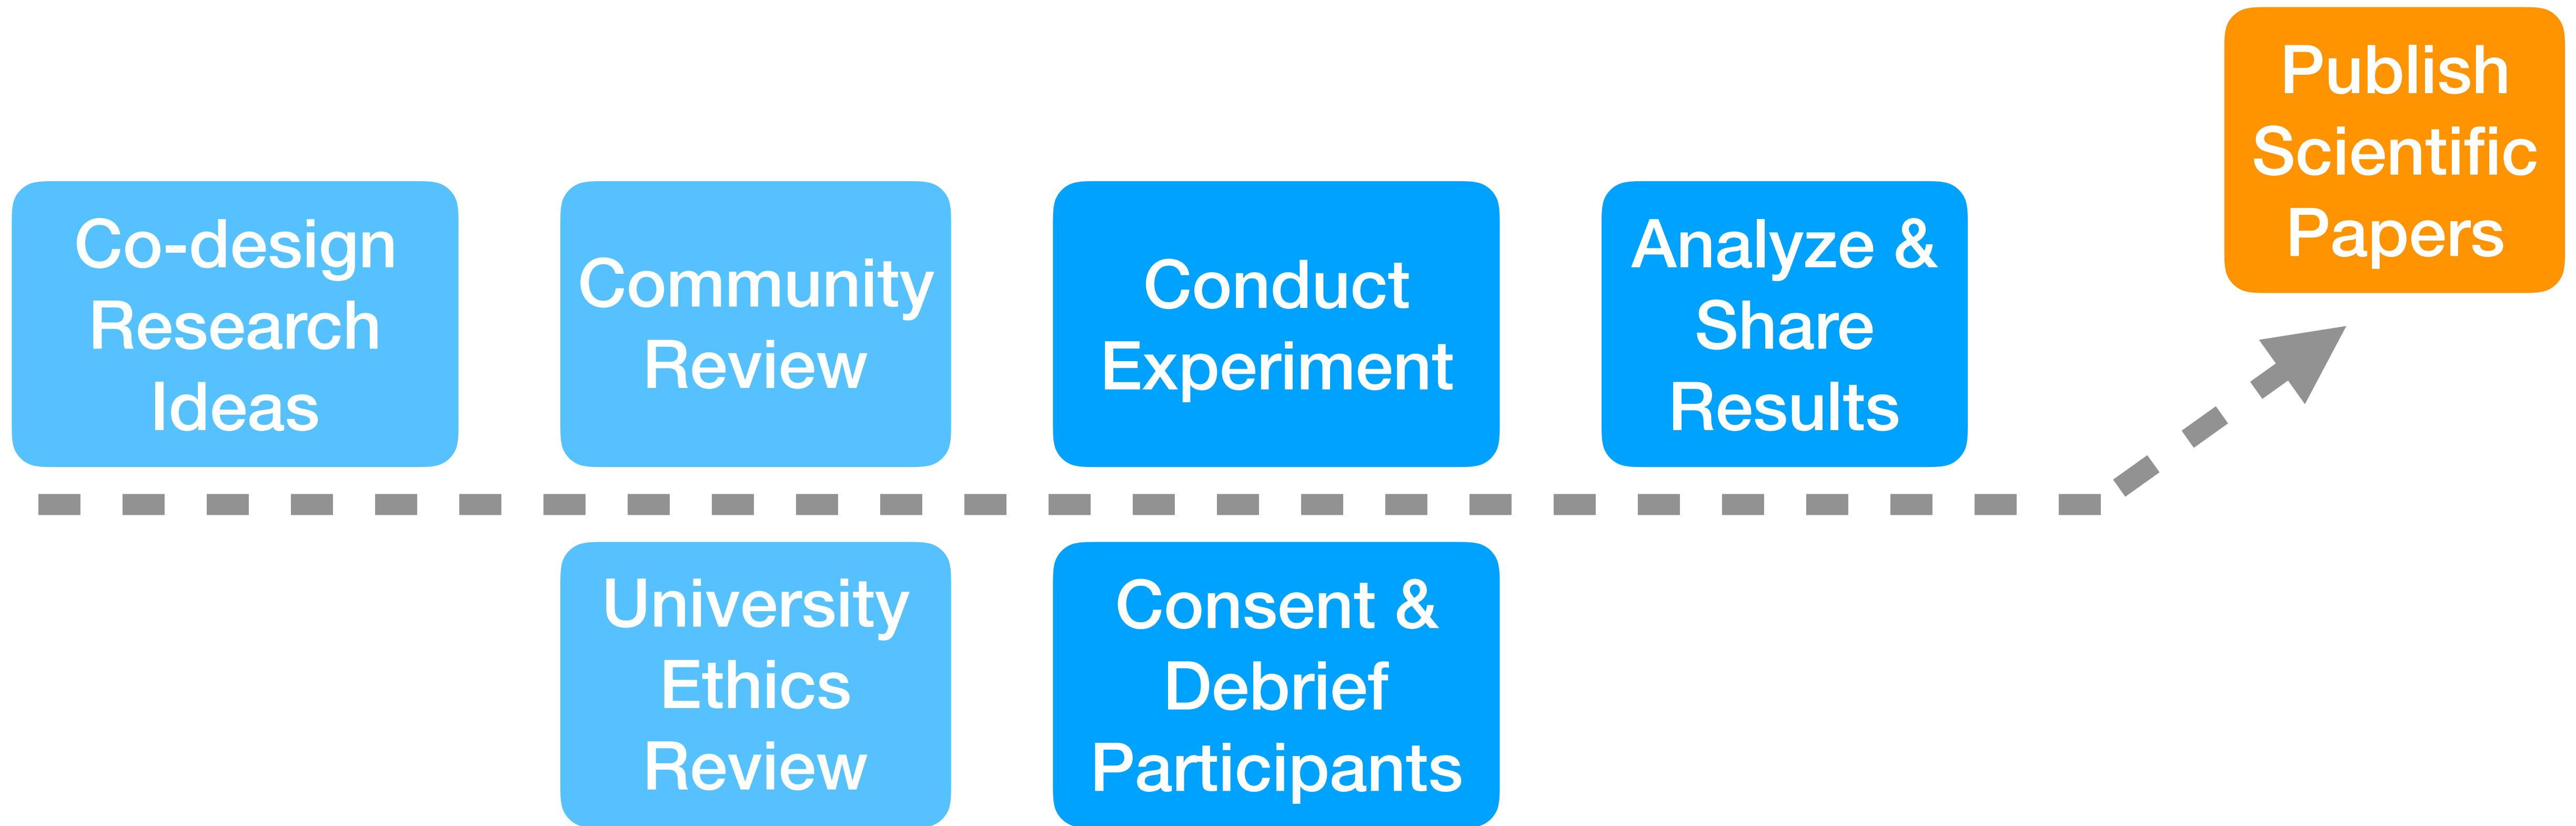 Co-design
Research
Ideas
Community
Review
University
Ethics
Review
Conduct
Experiment
Consent &
Debrief
Participants
Analyze &
Share
Results
Publish
Scientific
Papers